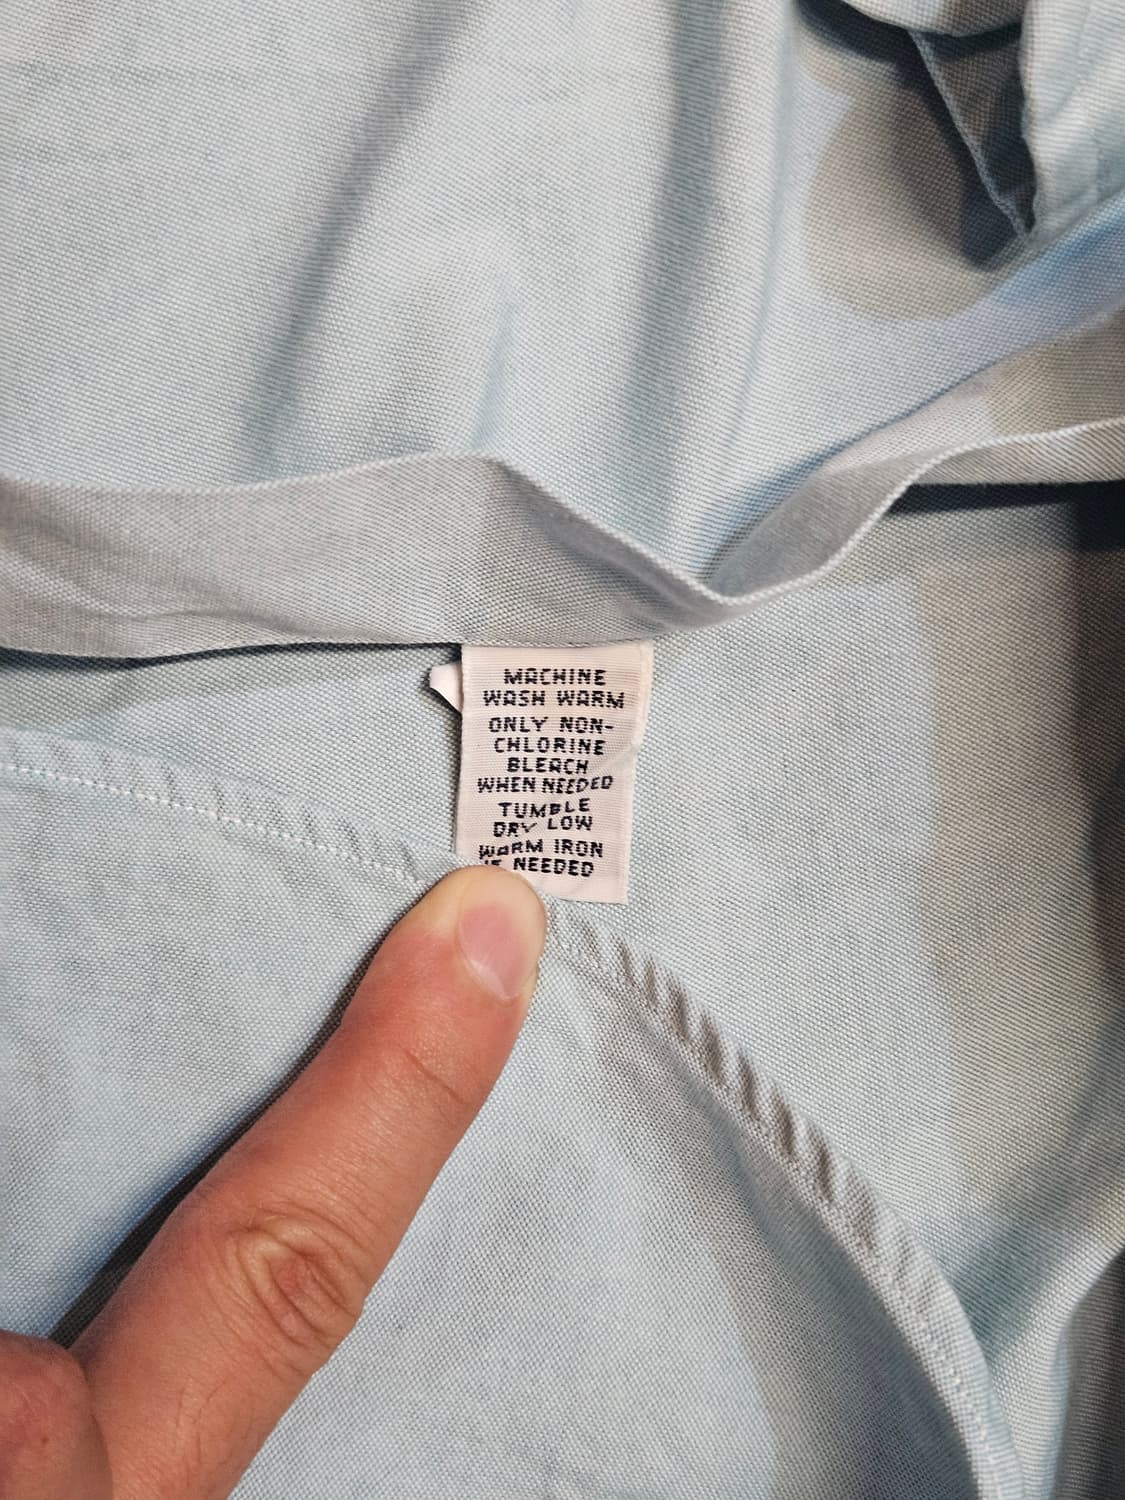 MACHINE
WASH WARM
ONLY NON-
CHLORINE
BLEACH
WHEN NEEDED
TUMBLE
DRY LOW
WARM IRON
IF NEEDED